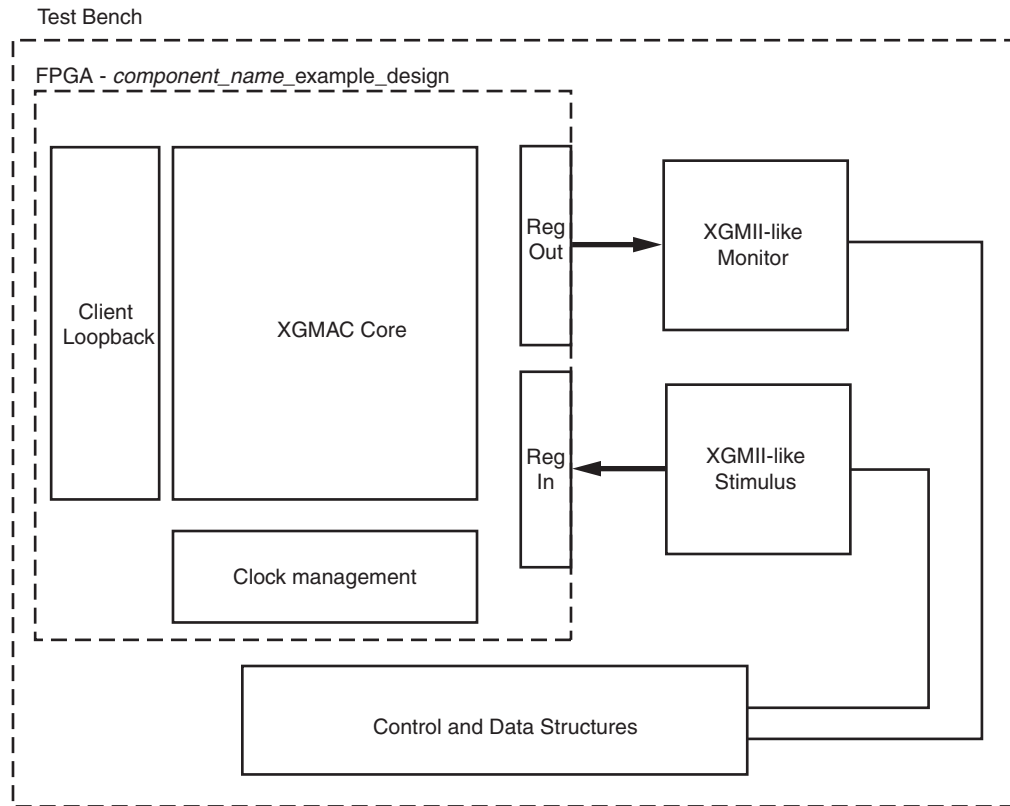 Test Bench
FPGA - component_name_example_design
Client
Loopback
XGMAC Core
Reg
Out
XGMII-like
Monitor
Reg
In
XGMII-like
Stimulus
Clock management
Control and Data Structures